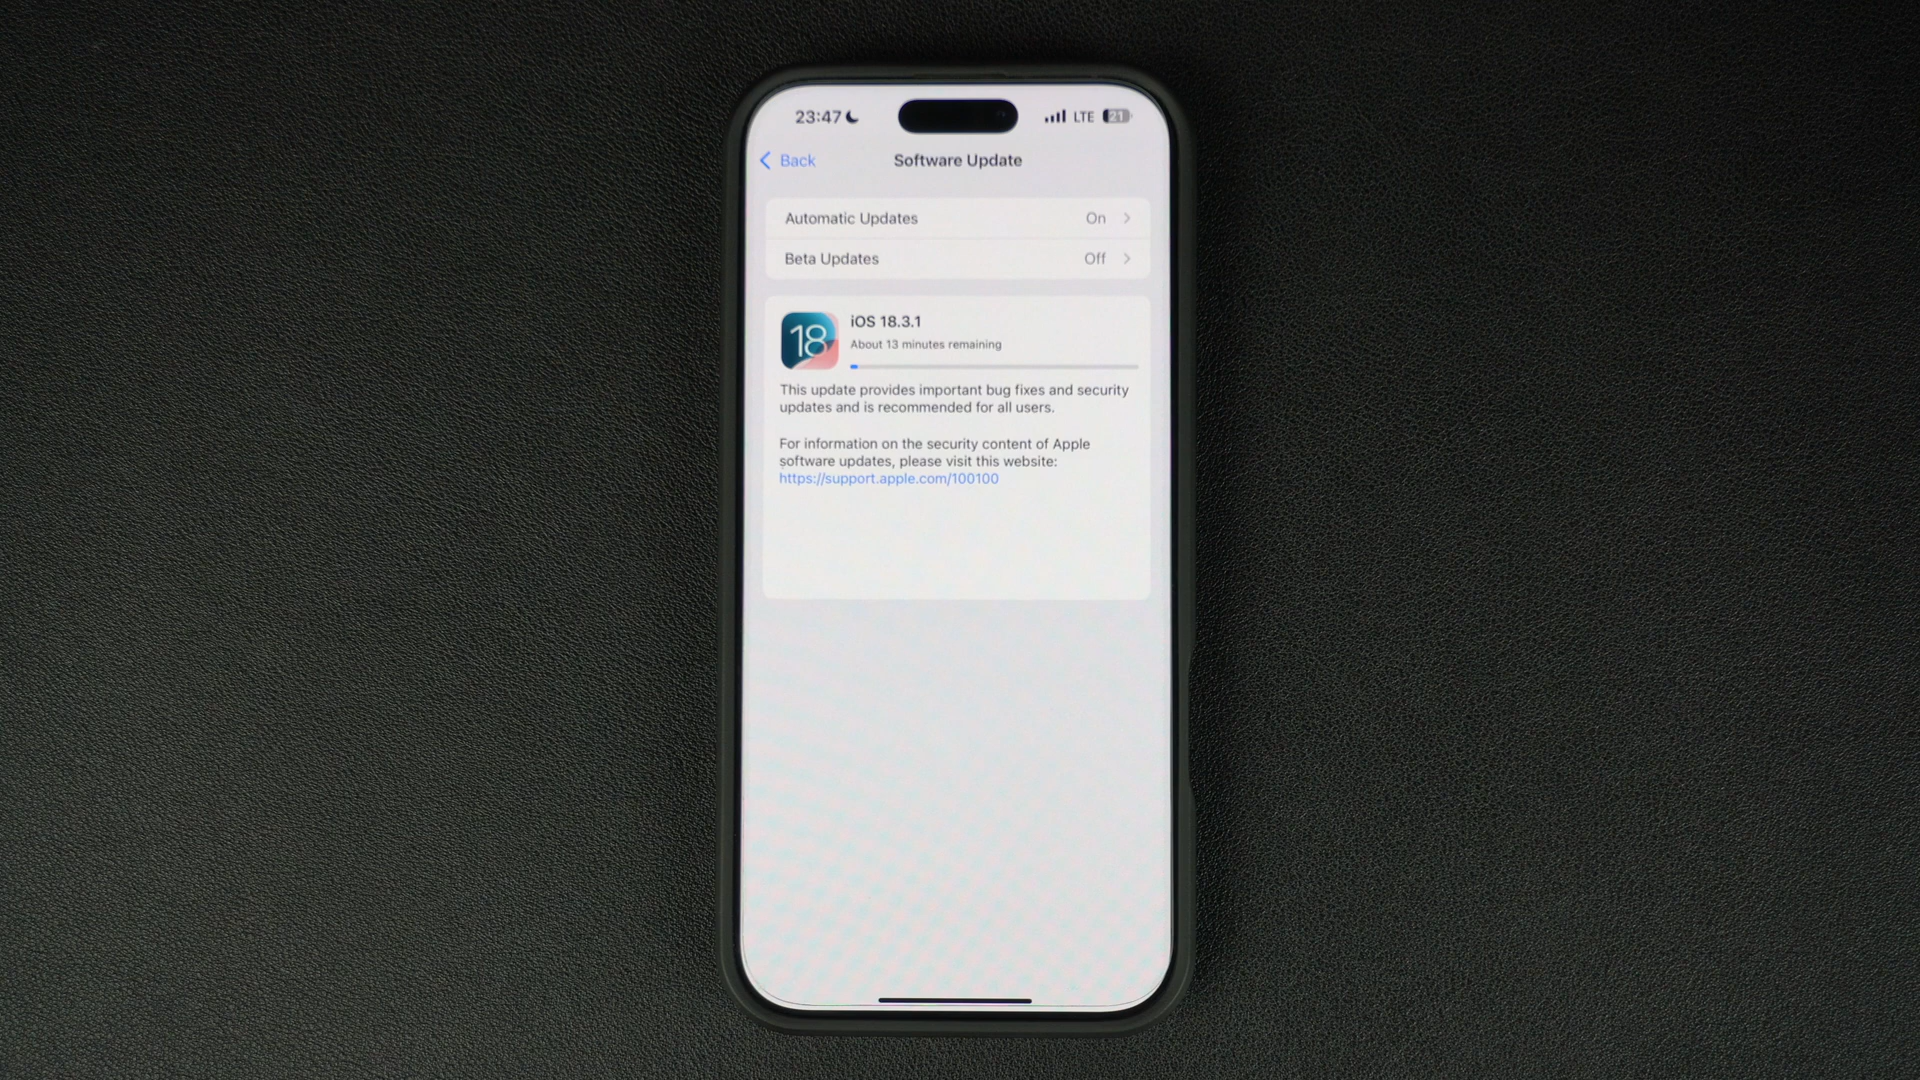 23:47 LTE 21
Back Software Update
Automatic Updates On
Beta Updates Off
18
iOS 18.3.1
About 13 minutes remaining
This update provides important bug fixes and security
updates and is recommended for all users.
For information on the security content of Apple
software updates, please visit this website:
https://support.apple.com/100100